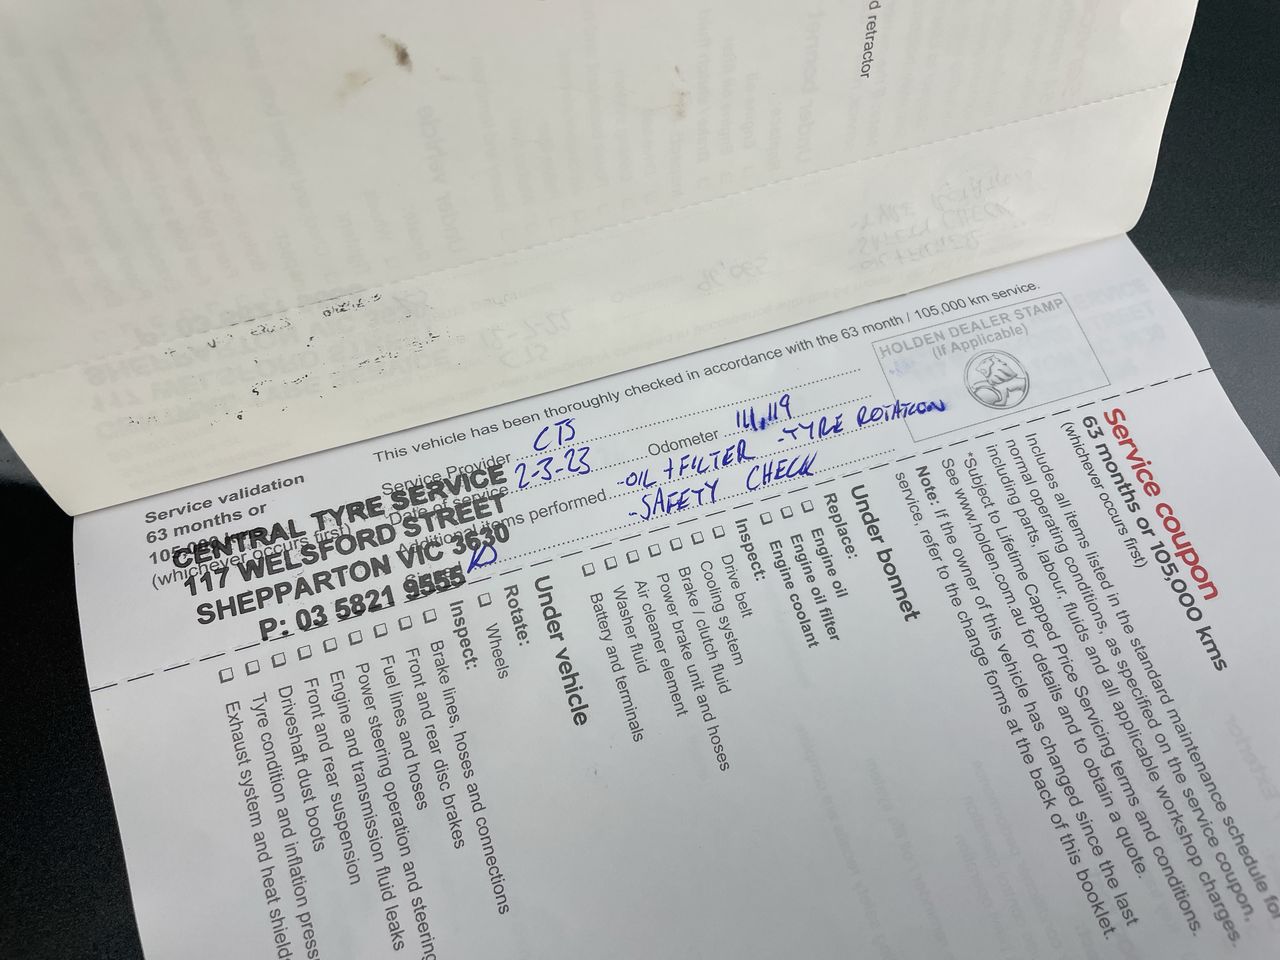 d retractor
This vehicle has been thoroughly checked in accordance with the 63 month / 105,000 km service.
Service validation
63 months or
(whichever occurs first)
Service Provider CTS
Odometer 111,119
Date of service 2-3-23
Additional items performed -OIL + FILTER -TYRE ROTATION
-SAFETY CHECK
CENTRAL TYRE SERVICE
117 WELSFORD STREET
SHEPPARTON VIC 3630
P: 03 5821 9555
HOLDEN DEALER STAMP
(If Applicable)
Service coupon
63 months or 105,000 kms
(whichever occurs first)
Includes all items listed in the standard maintenance schedule for
normal operating conditions, as specified on the service coupon,
including parts, labour, fluids and all applicable workshop charges.
*Subject to Lifetime Capped Price Servicing terms and conditions.
See www.holden.com.au for details and to obtain a quote.
Note: If the owner of this vehicle has changed since the last
service, refer to the change forms at the back of this booklet.
Under bonnet
Replace:
Engine oil
Engine oil filter
Engine coolant
Inspect:
Drive belt
Cooling system
Brake / clutch fluid
Power brake unit and hoses
Air cleaner element
Washer fluid
Battery and terminals
Under vehicle
Rotate:
Wheels
Inspect:
Brake lines, hoses and connections
Front and rear disc brakes
Fuel lines and hoses
Power steering operation and steering
Engine and transmission fluid leaks
Front and rear suspension
Driveshaft dust boots
Tyre condition and inflation press
Exhaust system and heat shield